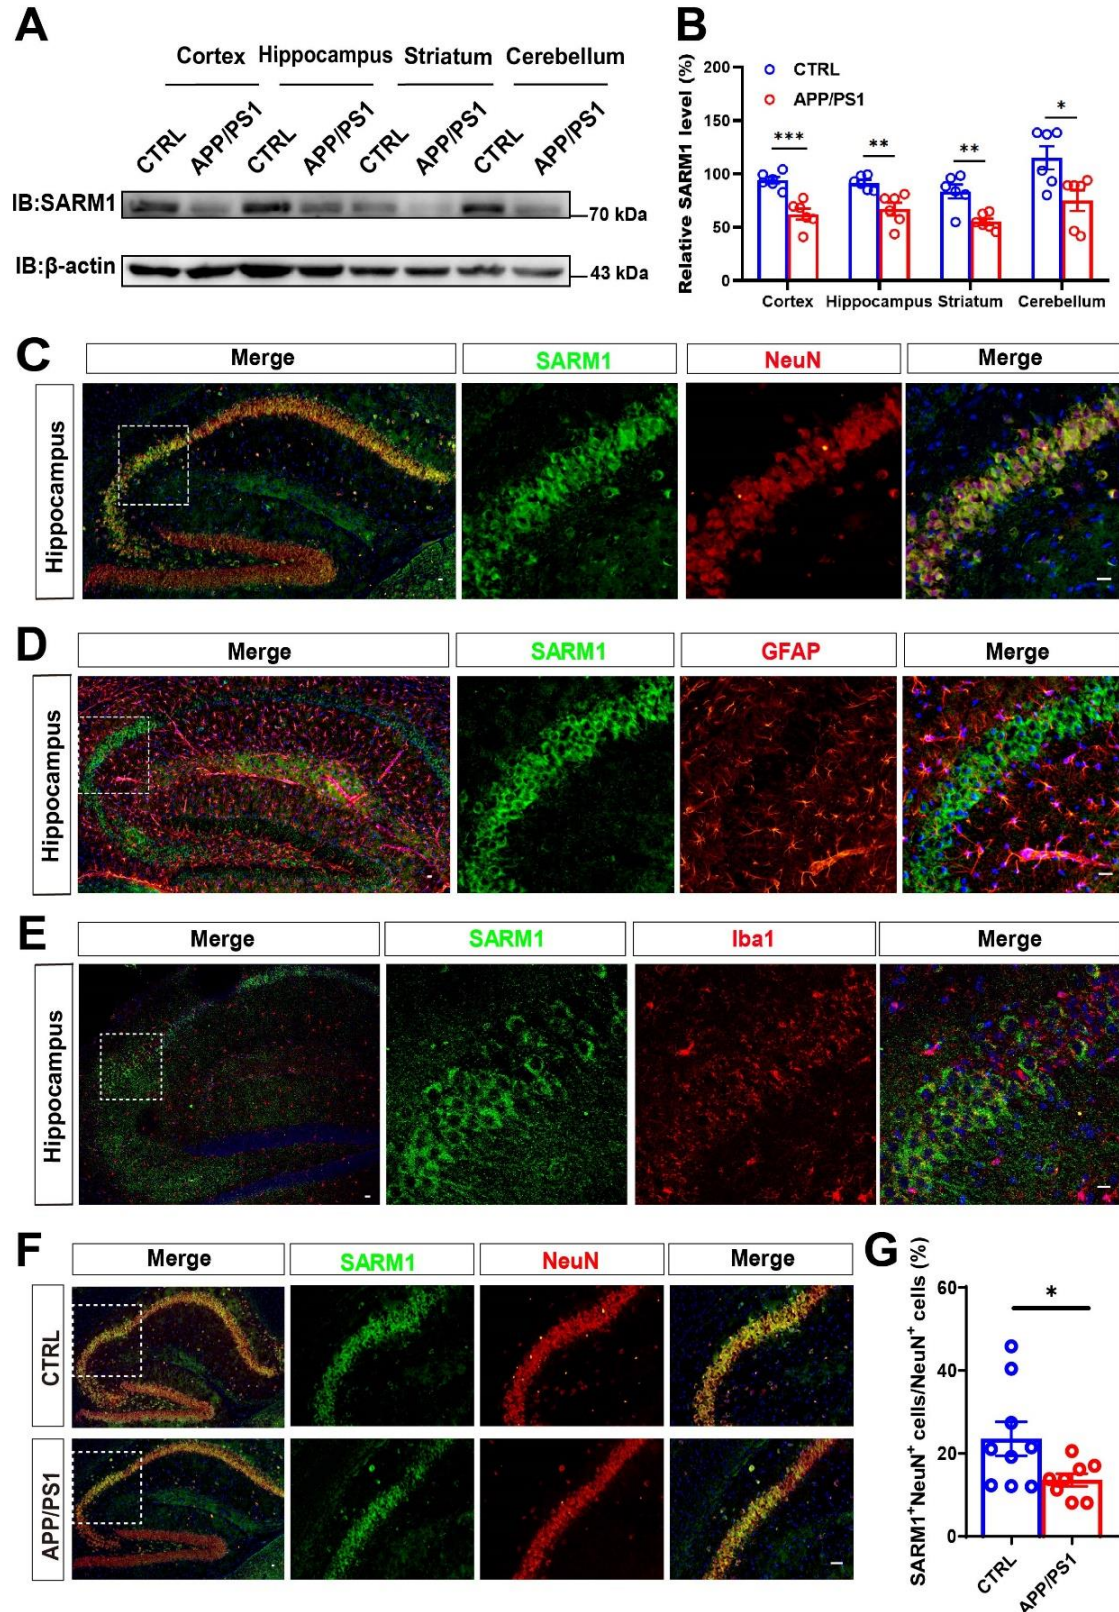 A
Cortex Hippocampus Striatum Cerebellum
CTRL APP/PS1 CTRL APP/PS1 CTRL APP/PS1 CTRL APP/PS1
IB:SARM1
70 kDa
IB:β-actin
43 kDa
B
Relative SARM1 level (%)
200
150
100
50
0
CTRL
APP/PS1
*** ** ** *
Cortex Hippocampus Striatum Cerebellum
C
Merge SARM1 NeuN Merge
Hippocampus
D
Merge SARM1 GFAP Merge
Hippocampus
E
Merge SARM1 Iba1 Merge
Hippocampus
F
Merge SARM1 NeuN Merge
CTRL
APP/PS1
G
SARM1⁺NeuN⁺ cells/NeuN⁺ cells (%)
60
40
20
0
*
CTRL APP/PS1